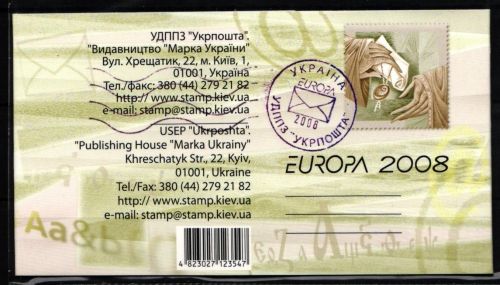 УДППЗ "Укрпошта".
"Видавництво "Марка України"
Вул. Хрещатик, 22, м. Київ, 1,
01001, Україна
Тел./факс: 380 (44) 279 21 82
http:// www.stamp.kiev.ua
e-mail: stamp@stamp.kiev.ua
USEP "Ukrposhta".
"Publishing House "Marka Ukrainy"
Khreschatyk Str., 22, Kyiv,
01001, Ukraine
Tel./Fax: 380 (44) 279 21 82
http:// www.stamp.kiev.ua
e-mail: stamp@stamp.kiev.ua
4 823027 123547
УКРАЇНА
EUROPA
2008
УДППЗ "УКРПОШТА"
EUROPA 2008
Aa&b
@